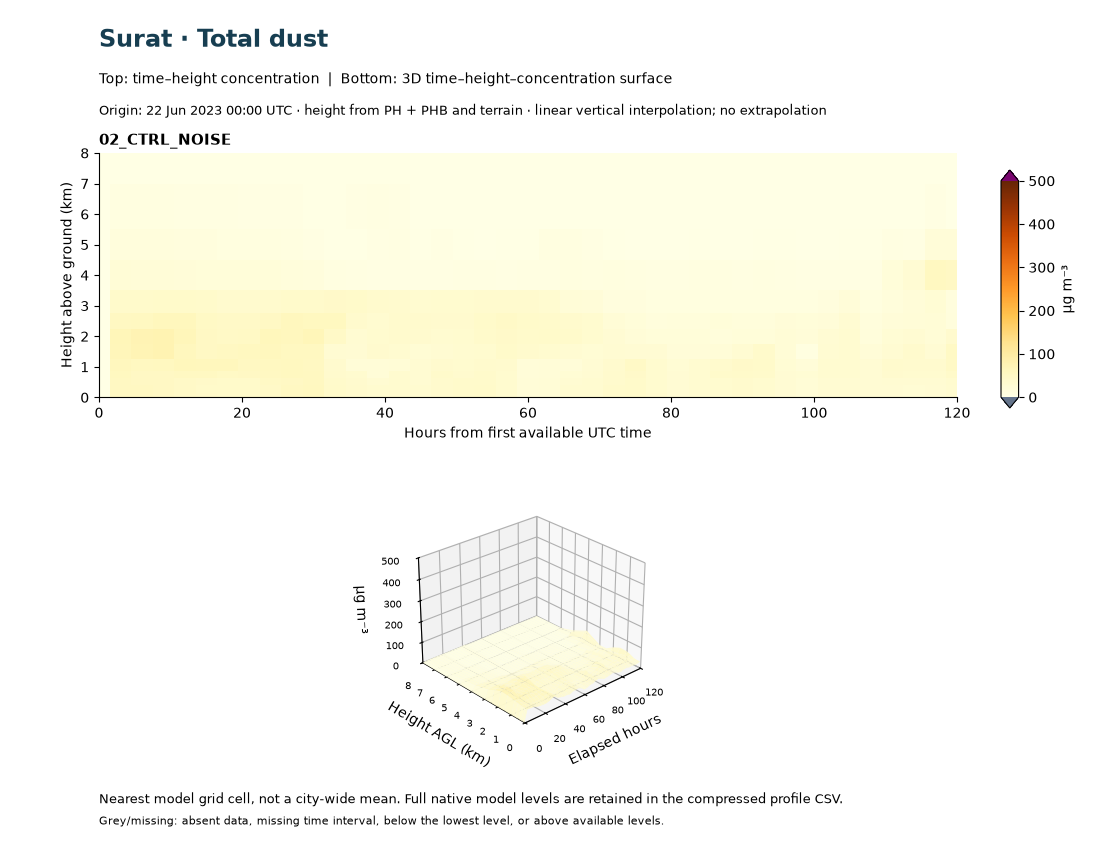 Surat · Total dust
Top: time–height concentration | Bottom: 3D time–height–concentration surface
Origin: 22 Jun 2023 00:00 UTC · height from PH + PHB and terrain · linear vertical interpolation; no extrapolation
02_CTRL_NOISE
8
7
6
5
4
3
2
1
0
Height above ground (km)
0 20 40 60 80 100 120
Hours from first available UTC time
500
400
300
200
100
0
µg m⁻³
500
400
300
200
100
0
µg m⁻³
8 7 6 5 4 3 2 1 0
Height AGL (km)
0 20 40 60 80 100 120
Elapsed hours
Nearest model grid cell, not a city-wide mean. Full native model levels are retained in the compressed profile CSV.
Grey/missing: absent data, missing time interval, below the lowest level, or above available levels.